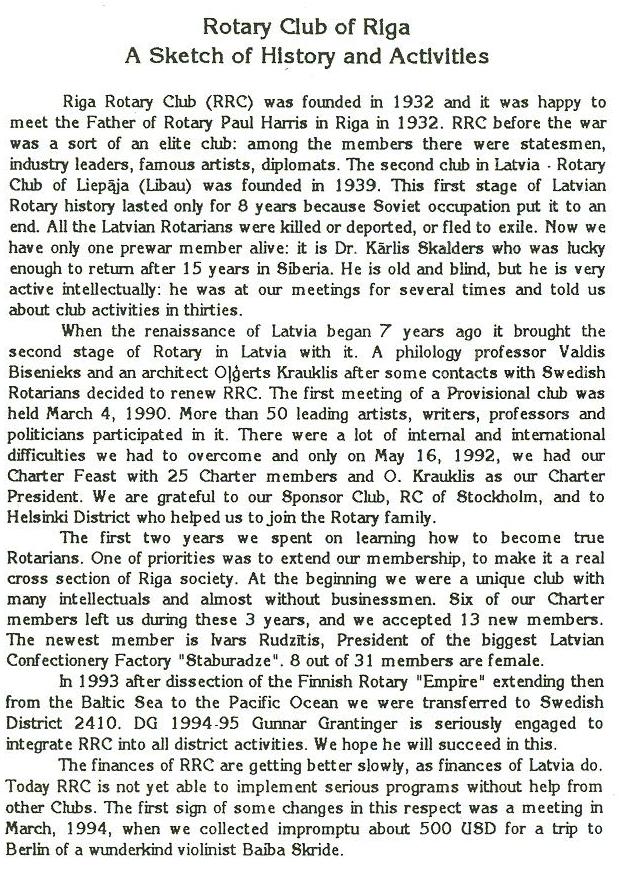 Rotary Club of Riga
A Sketch of History and Activities
Riga Rotary Club (RRC) was founded in 1932 and it was happy to
meet the Father of Rotary Paul Harris in Riga in 1932. RRC before the war
was a sort of an elite club: among the members there were statesmen,
industry leaders, famous artists, diplomats. The second club in Latvia - Rotary
Club of Liepāja (Libau) was founded in 1939. This first stage of Latvian
Rotary history lasted only for 8 years because Soviet occupation put it to an
end. All the Latvian Rotarians were killed or deported, or fled to exile. Now we
have only one prewar member alive: it is Dr. Kārlis Skalders who was lucky
enough to return after 15 years in Siberia. He is old and blind, but he is very
active intellectually: he was at our meetings for several times and told us
about club activities in thirties.
When the renaissance of Latvia began 7 years ago it brought the
second stage of Rotary in Latvia with it. A philology professor Valdis
Bisenieks and an architect Oļģerts Krauklis after some contacts with Swedish
Rotarians decided to renew RRC. The first meeting of a Provisional club was
held March 4, 1990. More than 50 leading artists, writers, professors and
politicians participated in it. There were a lot of internal and international
difficulties we had to overcome and only on May 16, 1992, we had our
Charter Feast with 25 Charter members and O. Krauklis as our Charter
President. We are grateful to our Sponsor Club, RC of Stockholm, and to
Helsinki District who helped us to join the Rotary family.
The first two years we spent on learning how to become true
Rotarians. One of priorities was to extend our membership, to make it a real
cross section of Riga society. At the beginning we were a unique club with
many intellectuals and almost without businessmen. Six of our Charter
members left us during these 3 years, and we accepted 13 new members.
The newest member is Ivars Rudzītis, President of the biggest Latvian
Confectionery Factory "Staburadze". 8 out of 31 members are female.
In 1993 after dissection of the Finnish Rotary "Empire" extending then
from the Baltic Sea to the Pacific Ocean we were transferred to Swedish
District 2410. DG 1994-95 Gunnar Grantinger is seriously engaged to
integrate RRC into all district activities. We hope he will succeed in this.
The finances of RRC are getting better slowly, as finances of Latvia do.
Today RRC is not yet able to implement serious programs without help from
other Clubs. The first sign of some changes in this respect was a meeting in
March, 1994, when we collected impromptu about 500 USD for a trip to
Berlin of a wunderkind violinist Baiba Skride.